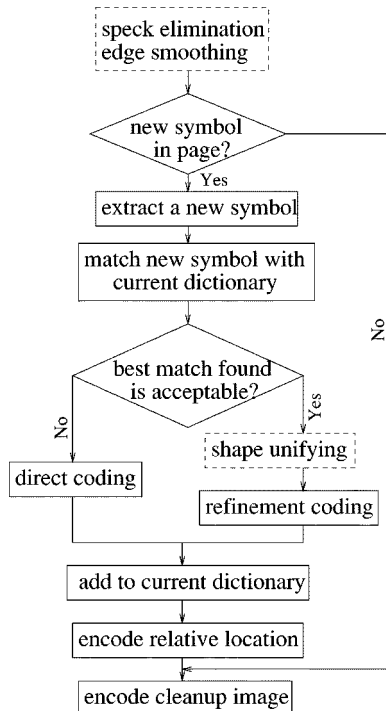 speck elimination
edge smoothing
new symbol
in page?
Yes
extract a new symbol
match new symbol with
current dictionary
No
best match found
is acceptable?
No
Yes
shape unifying
direct coding
refinement coding
add to current dictionary
encode relative location
encode cleanup image